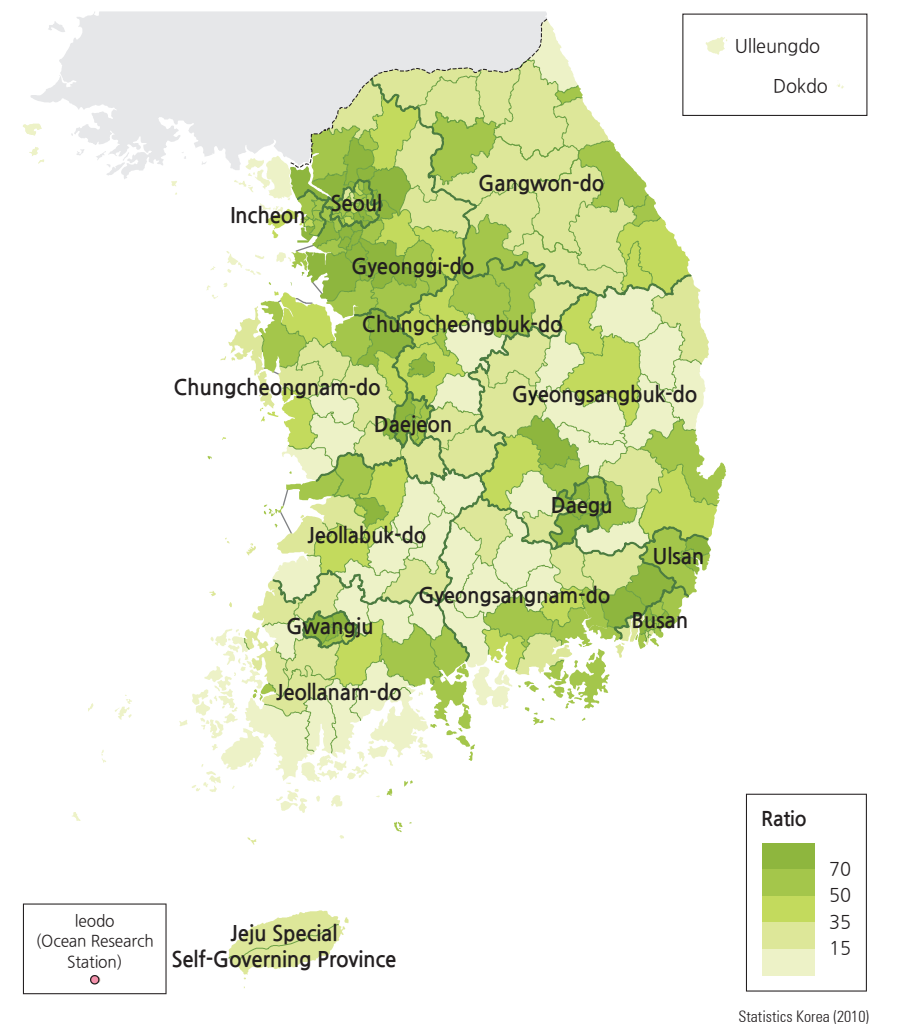 Ulleungdo
Dokdo
Gangwon-do
Seoul
Incheon
Gyeonggi-do
Chungcheongbuk-do
Chungcheongnam-do
Gyeongsangbuk-do
Daejeon
Daegu
Jeollabuk-do
Ulsan
Gyeongsangnam-do
Busan
Gwangju
Jeollanam-do
Ratio
70
50
35
15
Ieodo
(Ocean Research
Station)
Jeju Special
Self-Governing Province
Statistics Korea (2010)